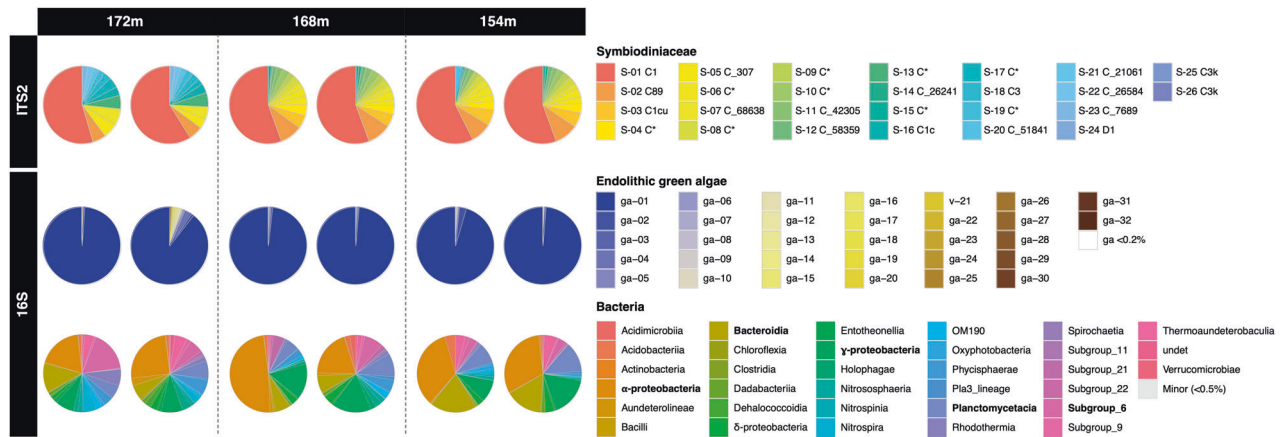 172m 168m 154m
ITS2
Symbiodiniaceae
S-01 C1 S-05 C_307 S-09 C* S-13 C* S-17 C* S-21 C_21061 S-25 C3k
S-02 C89 S-06 C* S-10 C* S-14 C_26241 S-18 C3 S-22 C_26584 S-26 C3k
S-03 C1cu S-07 C_68638 S-11 C_42305 S-15 C* S-19 C* S-23 C_7689
S-04 C* S-08 C* S-12 C_58359 S-16 C1c S-20 C_51841 S-24 D1
16S
Endolithic green algae
ga-01 ga-06 ga-11 ga-16 v-21 ga-26 ga-31
ga-02 ga-07 ga-12 ga-17 ga-22 ga-27 ga-32
ga-03 ga-08 ga-13 ga-18 ga-23 ga-28 ga <0.2%
ga-04 ga-09 ga-14 ga-19 ga-24 ga-29
ga-05 ga-10 ga-15 ga-20 ga-25 ga-30
Bacteria
Acidimicrobiia Bacteroidia Entotheonellia OM190 Spirochaetia Thermoaundeterobaculia
Acidobacteriia Chloroflexia γ-proteobacteria Oxyphotobacteria Subgroup_11 undet
Actinobacteria Clostridia Holophagae Phycisphaerae Subgroup_21 Verrucomicrobiae
α-proteobacteria Dadabacteriia Nitrososphaeria Pla3_lineage Subgroup_22 Minor (<0.5%)
Aundeterolineae Dehalococcoidia Nitrospinia Planctomycetacia Subgroup_6
Bacilli δ-proteobacteria Nitrospira Rhodothermia Subgroup_9